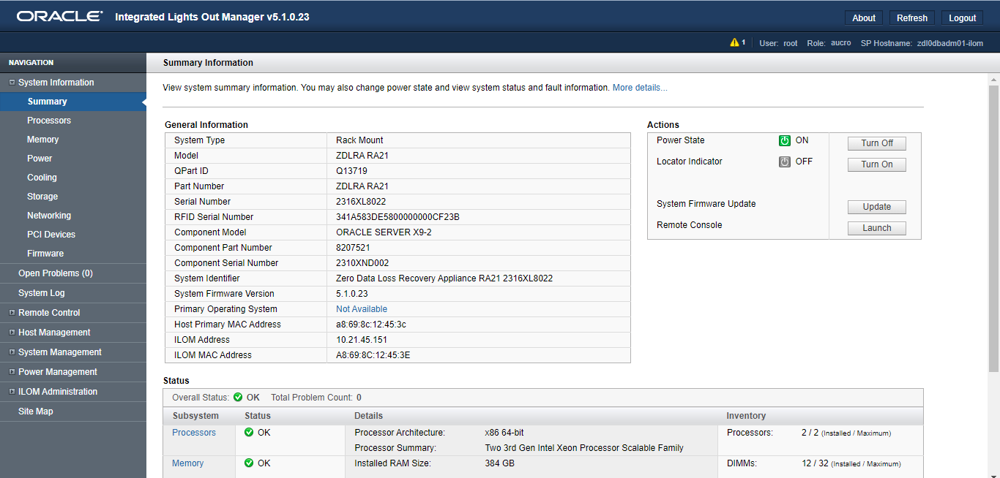 ORACLE Integrated Lights Out Manager v5.1.0.23 About Refresh Logout
1 User: root Role: aucro SP Hostname: zdl0dbadm01-ilom
NAVIGATION
System Information
Summary
Processors
Memory
Power
Cooling
Storage
Networking
PCI Devices
Firmware
Open Problems (0)
System Log
Remote Control
Host Management
System Management
Power Management
ILOM Administration
Site Map
Summary Information
View system summary information. You may also change power state and view system status and fault information. More details...
General Information
System Type Rack Mount
Model ZDLRA RA21
QPart ID Q13719
Part Number ZDLRA RA21
Serial Number 2316XL8022
RFID Serial Number 341A583DE5800000000CF23B
Component Model ORACLE SERVER X9-2
Component Part Number 8207521
Component Serial Number 2310XND002
System Identifier Zero Data Loss Recovery Appliance RA21 2316XL8022
System Firmware Version 5.1.0.23
Primary Operating System Not Available
Host Primary MAC Address a8:69:8c:12:45:3c
ILOM Address 10.21.45.151
ILOM MAC Address A8:69:8C:12:45:3E
Actions
Power State ON Turn Off
Locator Indicator OFF Turn On
System Firmware Update Update
Remote Console Launch
Status
Overall Status: OK Total Problem Count: 0
Subsystem Status Details Inventory
Processors OK Processor Architecture: x86 64-bit Processors: 2 / 2 (Installed / Maximum)
Processor Summary: Two 3rd Gen Intel Xeon Processor Scalable Family
Memory OK Installed RAM Size: 384 GB DIMMs: 12 / 32 (Installed / Maximum)